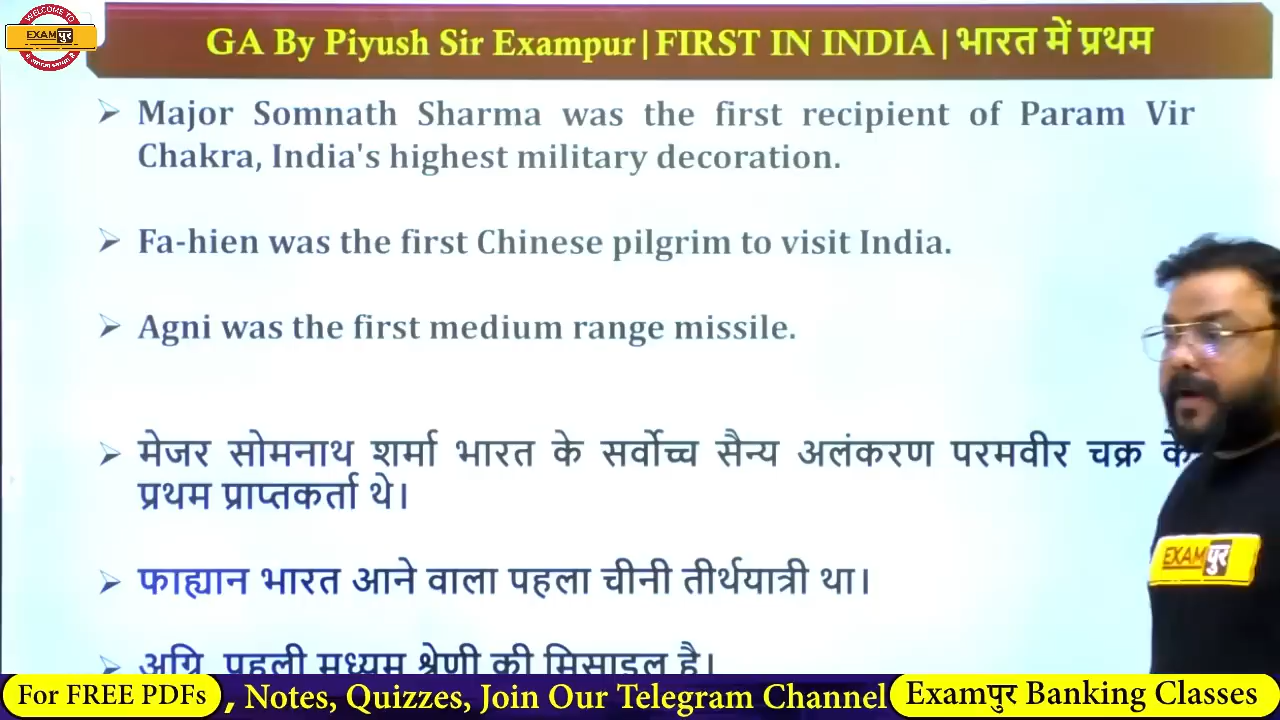 WELCOME TO
EXAMपुर
GA By Piyush Sir Exampur|FIRST IN INDIA|भारत में प्रथम
➢ Major Somnath Sharma was the first recipient of Param Vir
Chakra, India's highest military decoration.
➢ Fa-hien was the first Chinese pilgrim to visit India.
➢ Agni was the first medium range missile.
➢ मेजर सोमनाथ शर्मा भारत के सर्वोच्च सैन्य अलंकरण परमवीर चक्र के
प्रथम प्राप्तकर्ता थे।
➢ फाह्यान भारत आने वाला पहला चीनी तीर्थयात्री था।
➢ अग्नि पहली मध्यम श्रेणी की मिसाइल है।
EXAMपुर
For FREE PDFs , Notes, Quizzes, Join Our Telegram Channel Examपुर Banking Classes